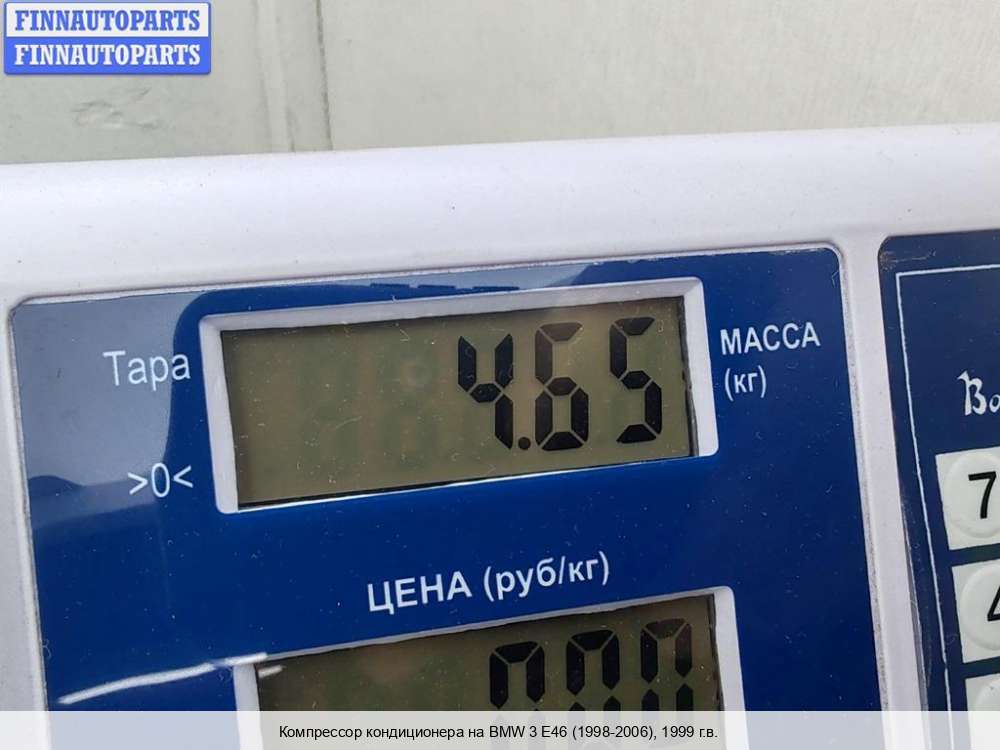 FINNAUTOPARTS
FINNAUTOPARTS
Тара
4.65
МАССА
(кг)
>0<
ЦЕНА (руб/кг)
7
4
Компрессор кондиционера на BMW 3 E46 (1998-2006), 1999 г.в.